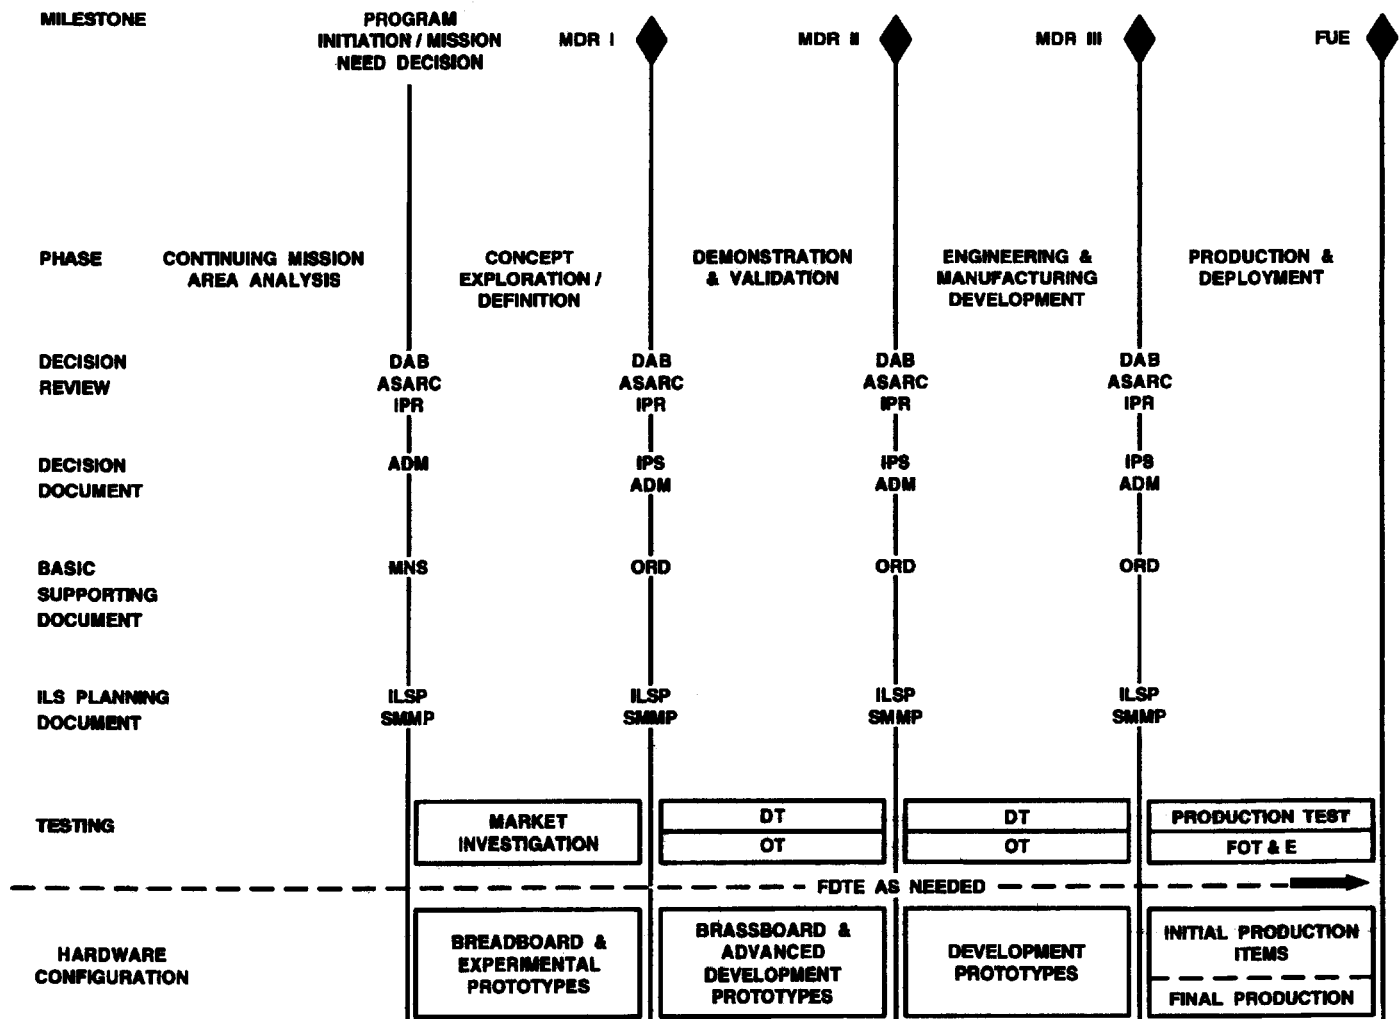 MILESTONE
PROGRAM
INITIATION / MISSION
NEED DECISION
MDR I
MDR II
MDR III
FUE
PHASE
CONTINUING MISSION
AREA ANALYSIS
CONCEPT
EXPLORATION /
DEFINITION
DEMONSTRATION
& VALIDATION
ENGINEERING &
MANUFACTURING
DEVELOPMENT
PRODUCTION &
DEPLOYMENT
DECISION
REVIEW
DAB
ASARC
IPR
DAB
ASARC
IPR
DAB
ASARC
IPR
DAB
ASARC
IPR
DECISION
DOCUMENT
ADM
IPS
ADM
IPS
ADM
IPS
ADM
BASIC
SUPPORTING
DOCUMENT
MNS
ORD
ORD
ORD
ILS PLANNING
DOCUMENT
ILSP
SMMP
ILSP
SMMP
ILSP
SMMP
ILSP
SMMP
TESTING
MARKET
INVESTIGATION
DT
OT
DT
OT
PRODUCTION TEST
FOT & E
FDTE AS NEEDED
HARDWARE
CONFIGURATION
BREADBOARD &
EXPERIMENTAL
PROTOTYPES
BRASSBOARD &
ADVANCED
DEVELOPMENT
PROTOTYPES
DEVELOPMENT
PROTOTYPES
INITIAL PRODUCTION
ITEMS
FINAL PRODUCTION